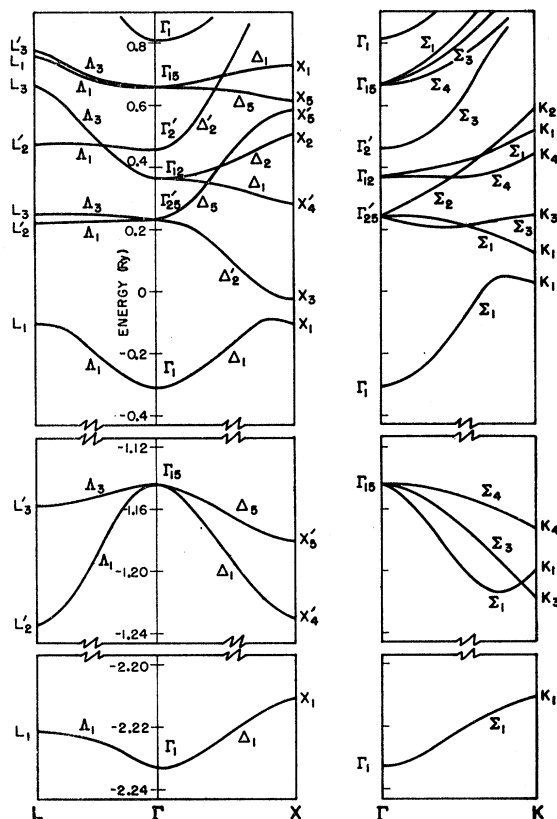 L′₃
L₁
L₃
L′₂
L₃
L′₂
L₁
Λ₃
Λ₁
Λ₃
Λ₁
Λ₃
Λ₁
Λ₁
0.8
0.6
0.4
0.2
0
-0.2
-0.4
ENERGY (Ry)
Γ₁
Γ₁₅
Γ₂′
Γ₁₂
Γ₂₅′
Γ₁
Δ₁
Δ₅
Δ′₂
Δ₂
Δ₁
Δ₅
Δ′₂
Δ₁
X₁
X₅
X′₅
X₂
X′₄
X₃
X₁
Γ₁
Γ₁₅
Γ₂′
Γ₁₂
Γ₂₅′
Γ₁
Σ₁
Σ₃
Σ₄
Σ₃
Σ₁
Σ₄
Σ₂
Σ₃
Σ₁
Σ₁
K₂
K₁
K₄
K₃
K₁
K₁
L′₃
L′₂
Λ₃
Λ₁
-1.12
-1.16
-1.20
-1.24
Γ₁₅
Δ₅
Δ₁
X′₅
X′₄
Γ₁₅
Σ₄
Σ₃
Σ₁
K₄
K₁
K₃
L₁
Λ₁
-2.20
-2.22
-2.24
Γ₁
Δ₁
X₁
Γ₁
Σ₁
K₁
L Γ X Γ K